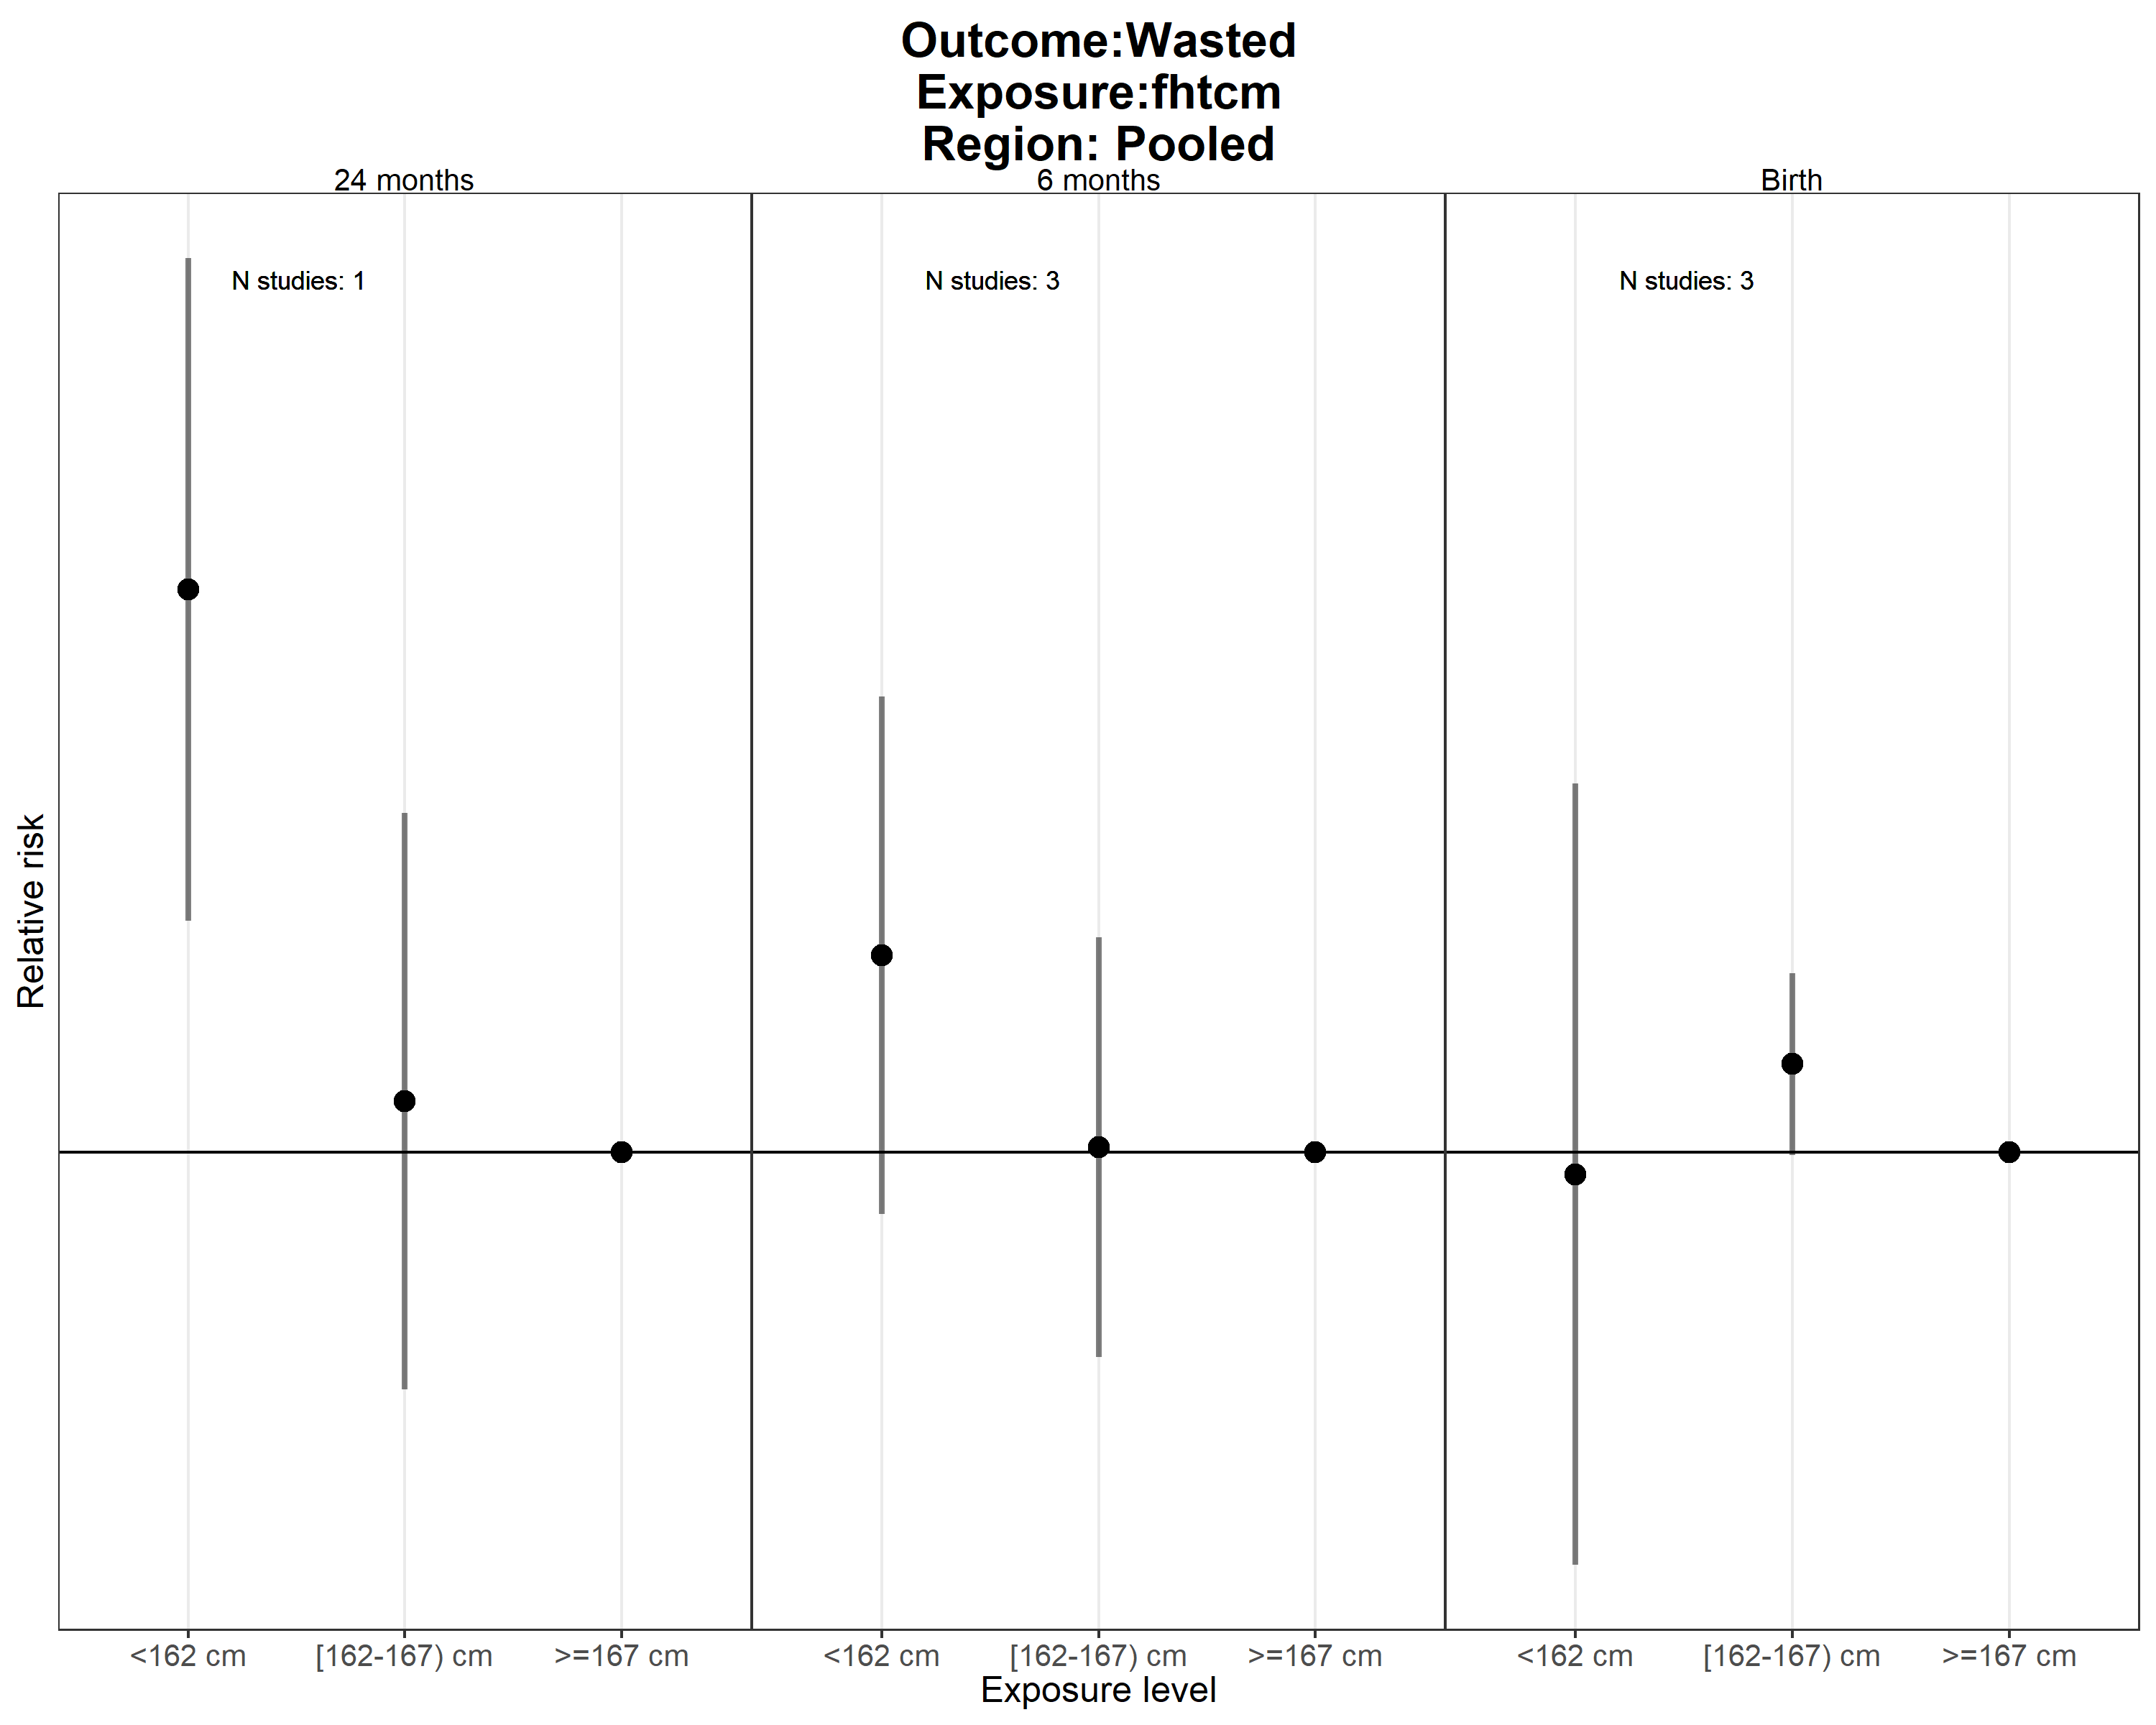 Outcome:Wasted
Exposure:fhtcm
Region: Pooled
24 months
6 months
Birth
N studies: 1
N studies: 3
N studies: 3
Relative risk
<162 cm
[162-167) cm
>=167 cm
<162 cm
[162-167) cm
>=167 cm
<162 cm
[162-167) cm
>=167 cm
Exposure level